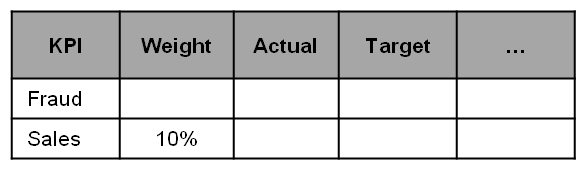 KPI Weight Actual Target ...
Fraud
Sales 10%